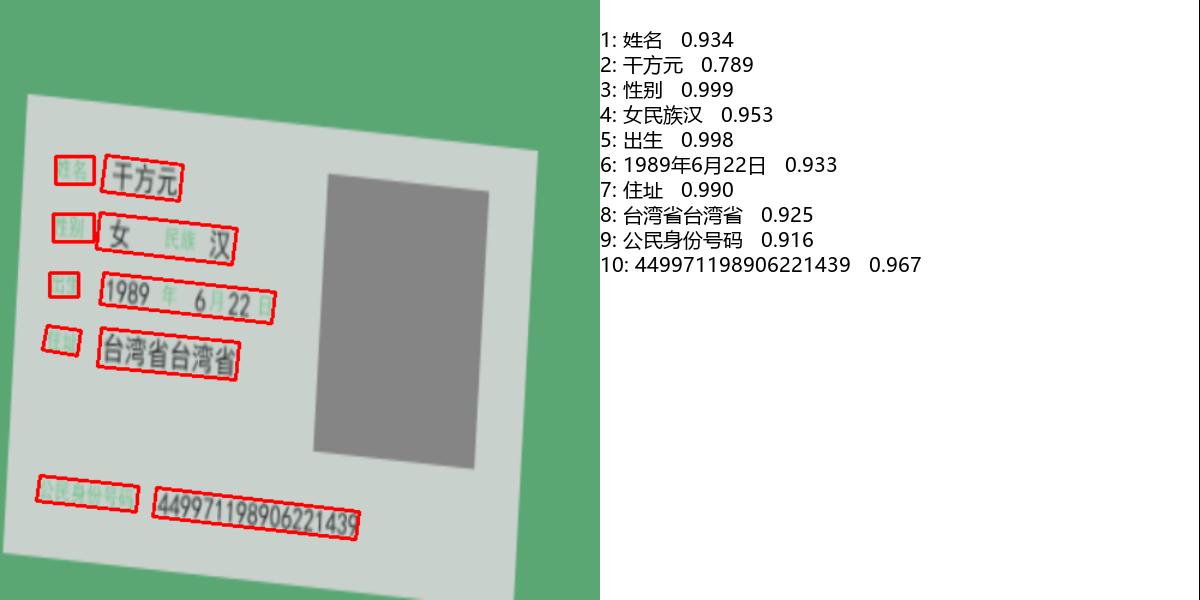 姓名 干方元
性别 女 民族 汉
出生 1989 年 6 月 22 日
住址 台湾省台湾省
公民身份号码 449971198906221439
1: 姓名 0.934
2: 干方元 0.789
3: 性别 0.999
4: 女民族汉 0.953
5: 出生 0.998
6: 1989年6月22日 0.933
7: 住址 0.990
8: 台湾省台湾省 0.925
9: 公民身份号码 0.916
10: 449971198906221439 0.967